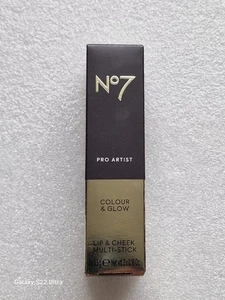 No7
PRO ARTIST
COLOUR
& GLOW
LIP & CHEEK
MULTI-STICK
Galaxy S22 Ultra